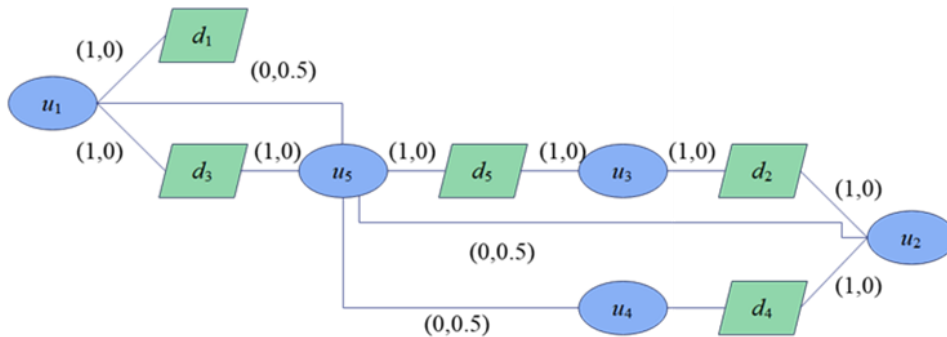 d₁
(1,0)
(0,0.5)
u₁
(1,0)
d₃
(1,0)
u₅
(1,0)
d₅
(1,0)
u₃
(1,0)
d₂
(1,0)
u₂
(0,0.5)
(1,0)
(0,0.5)
u₄
d₄